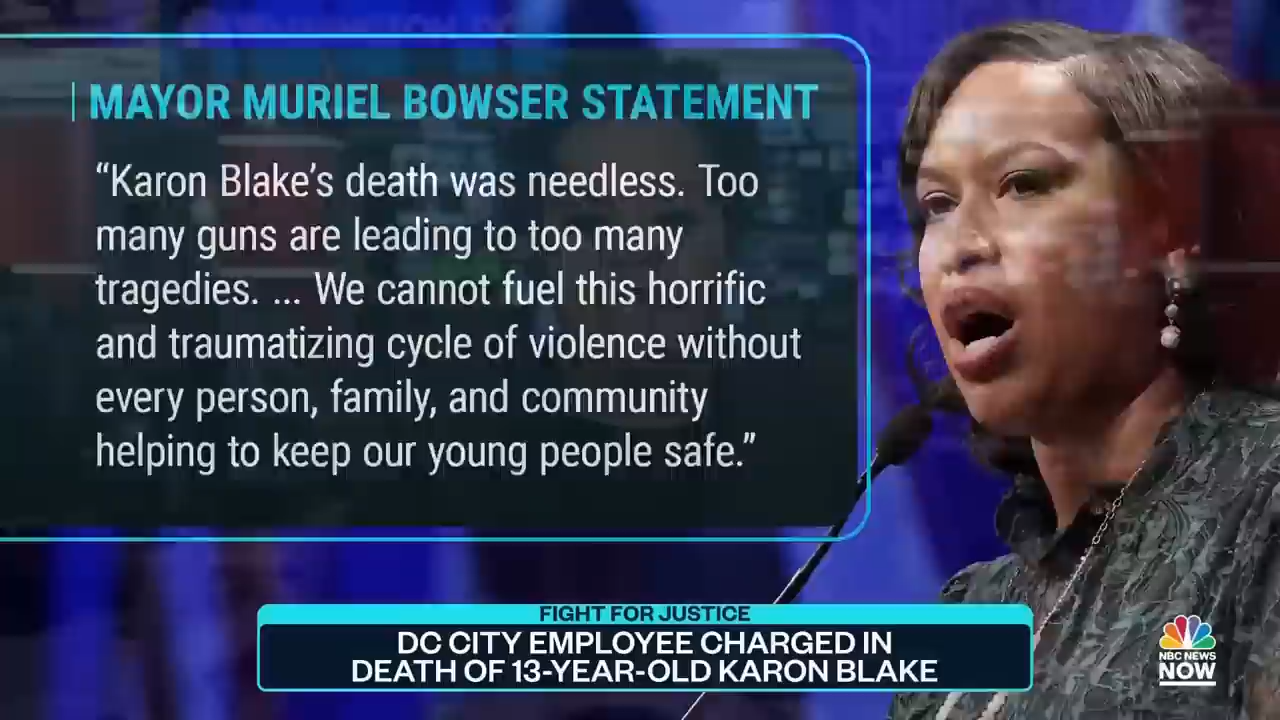 MAYOR MURIEL BOWSER STATEMENT
“Karon Blake’s death was needless. Too
many guns are leading to too many
tragedies. ... We cannot fuel this horrific
and traumatizing cycle of violence without
every person, family, and community
helping to keep our young people safe.”
FIGHT FOR JUSTICE
DC CITY EMPLOYEE CHARGED IN
DEATH OF 13-YEAR-OLD KARON BLAKE
NBC NEWS
NOW